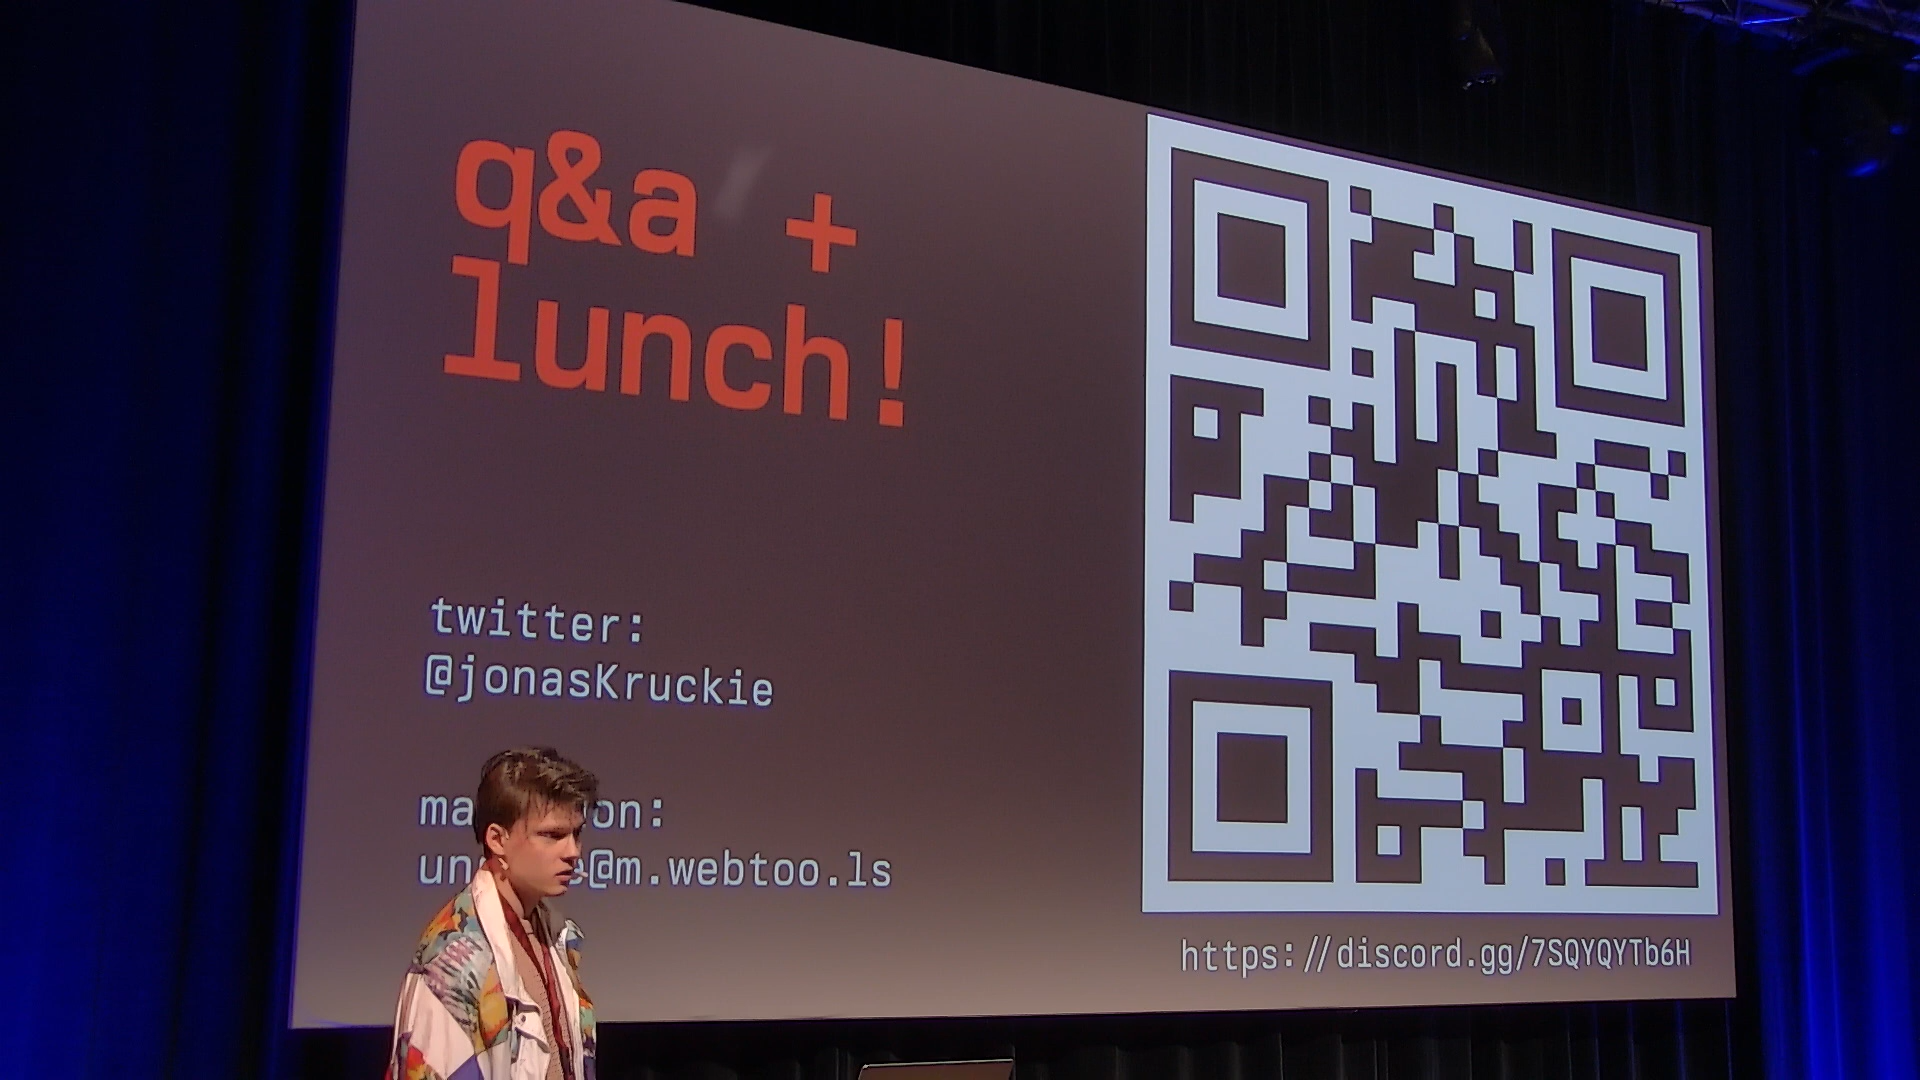 q&a +
lunch!
twitter:
@jonasKruckie
@m.webtoo.ls
https://discord.gg/7SQYQYTb6H